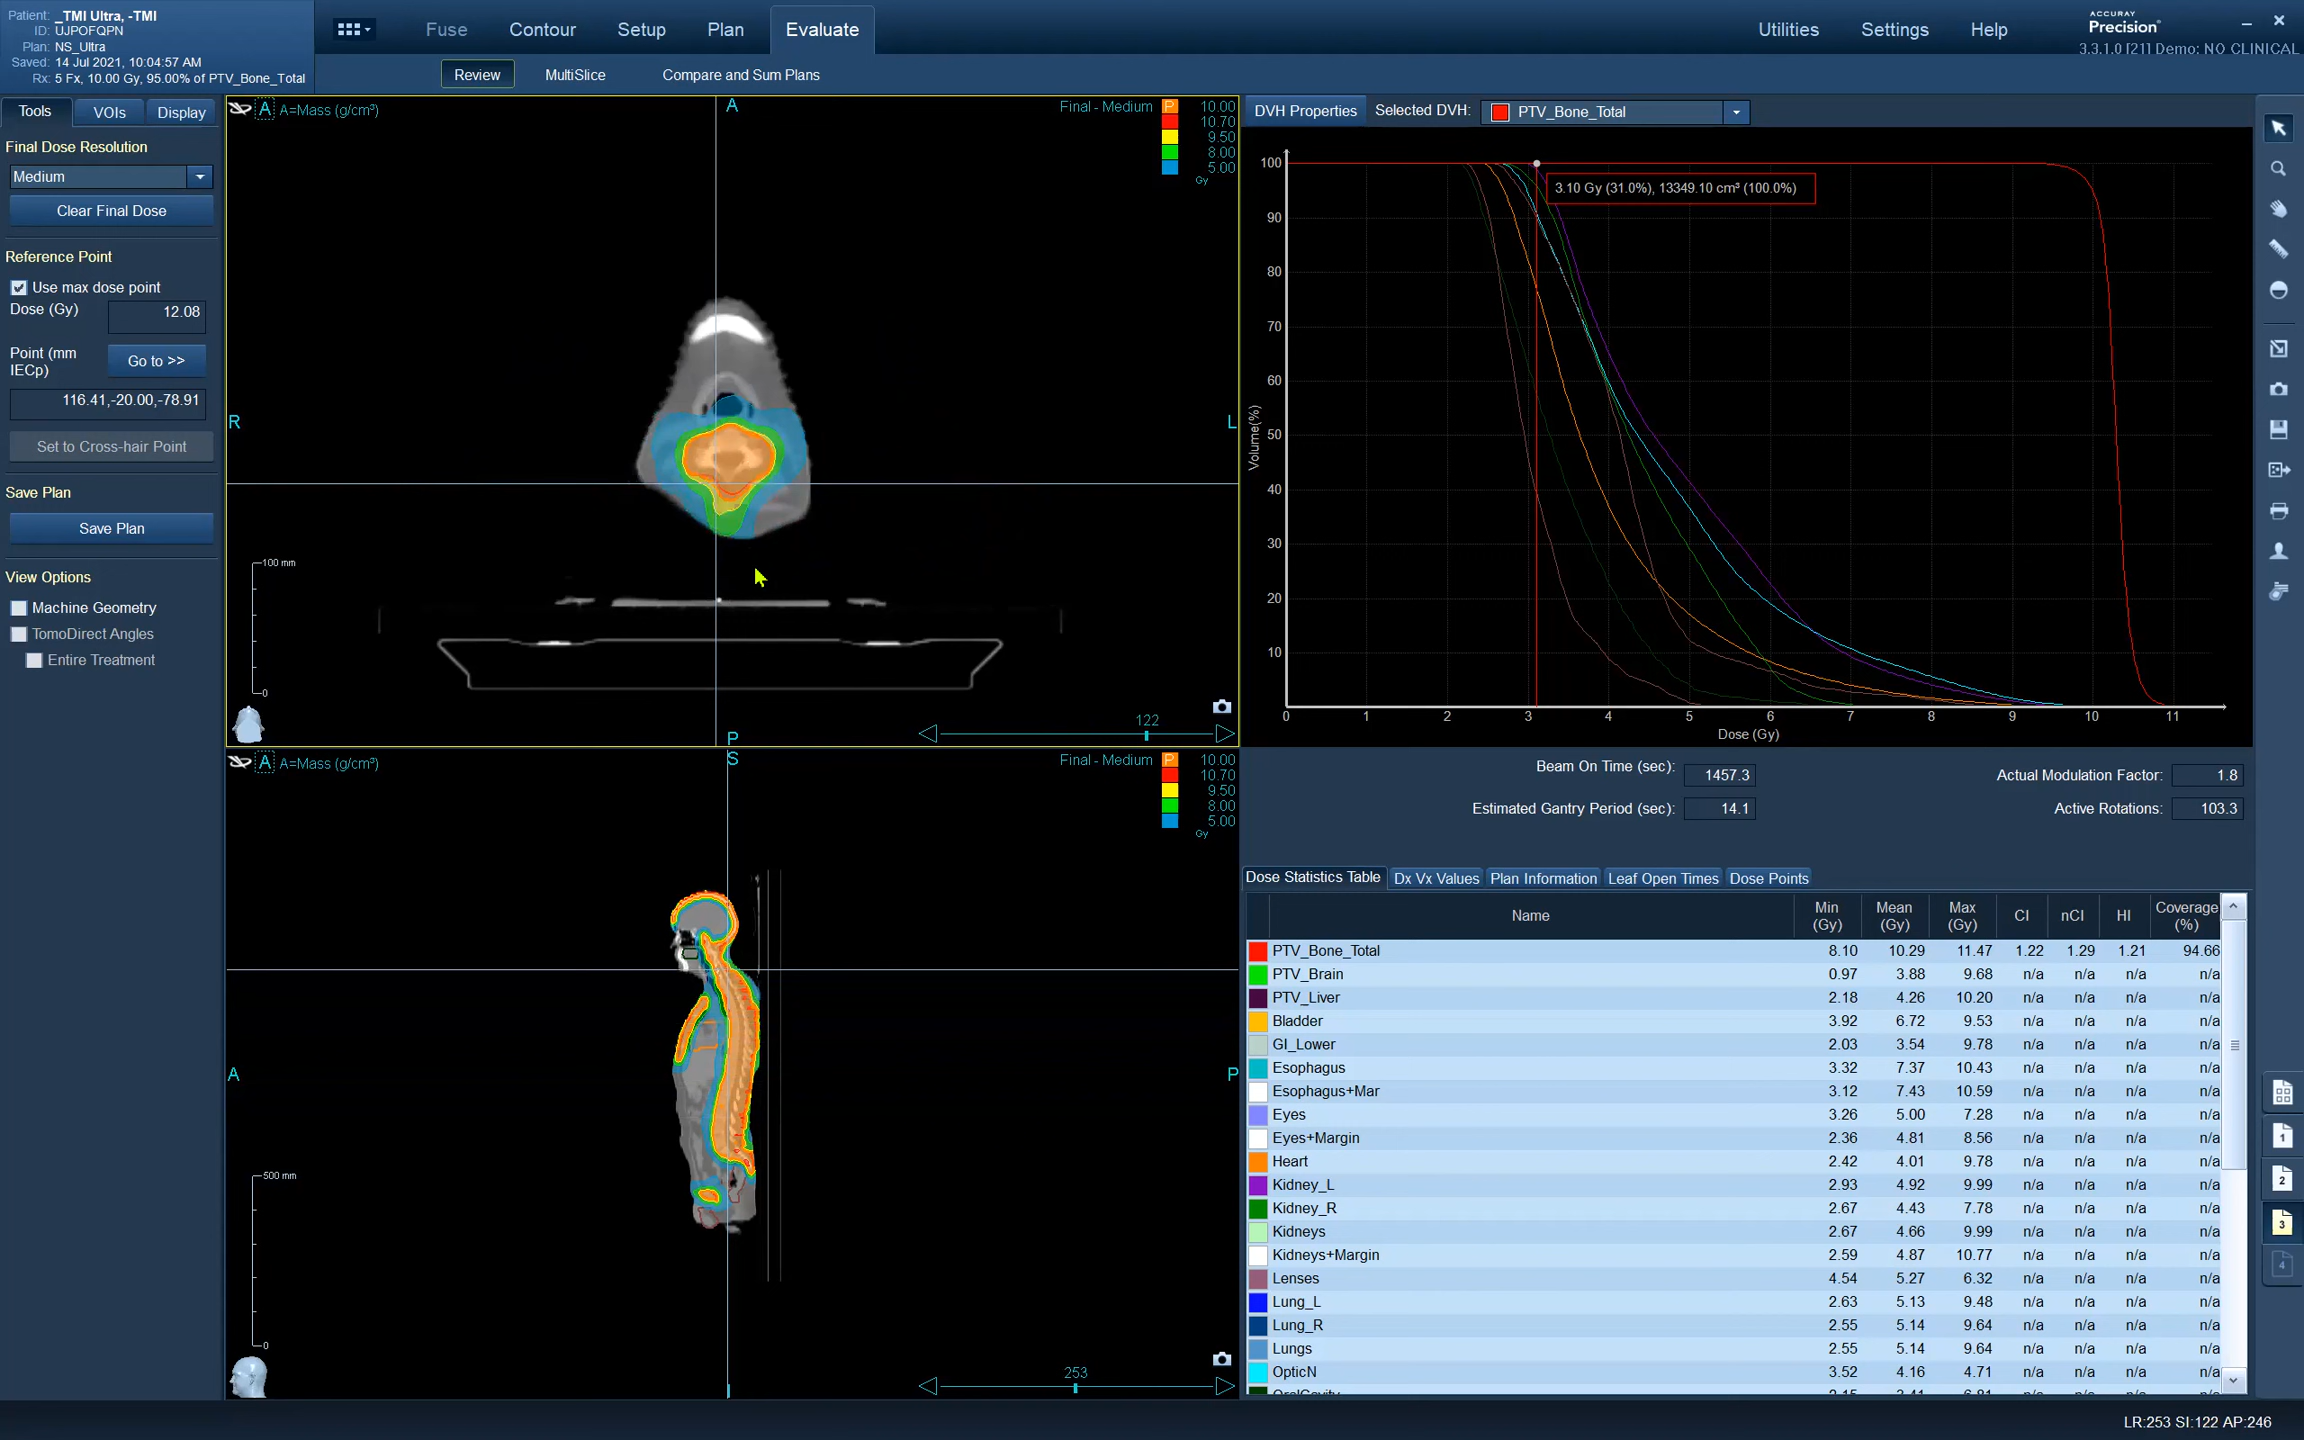 Patient: _TMI Ultra, -TMI
ID: UJPOFQPN
Plan: NS_Ultra
Saved: 14 Jul 2021, 10:04:57 AM
Rx: 5 Fx, 10.00 Gy, 95.00% of PTV_Bone_Total
Fuse Contour Setup Plan Evaluate Utilities Settings Help
ACCURAY
Precision
3.3.1.0 [21] Demo: NO CLINICAL
Review MultiSlice Compare and Sum Plans
Tools VOIs Display
Final Dose Resolution
Medium
Clear Final Dose
Reference Point
Use max dose point
Dose (Gy) 12.08
Point (mm
IECp) Go to >>
116.41,-20.00,-78.91
Set to Cross-hair Point
Save Plan
Save Plan
View Options
Machine Geometry
TomoDirect Angles
Entire Treatment
A A=Mass (g/cm³) A Final - Medium P 10.00
10.70
9.50
8.00
5.00
Gy
R L
100 mm
0
122
P
A A=Mass (g/cm³) S Final - Medium P 10.00
10.70
9.50
8.00
5.00
Gy
A P
500 mm
0
253
I
DVH Properties Selected DVH: PTV_Bone_Total
3.10 Gy (31.0%), 13349.10 cm³ (100.0%)
100
90
80
70
60
50
40
30
20
10
Volume(%)
0 1 2 3 4 5 6 7 8 9 10 11
Dose (Gy)
Beam On Time (sec): 1457.3 Actual Modulation Factor: 1.8
Estimated Gantry Period (sec): 14.1 Active Rotations: 103.3
Dose Statistics Table Dx Vx Values Plan Information Leaf Open Times Dose Points
Name Min (Gy) Mean (Gy) Max (Gy) CI nCI HI Coverage (%)
PTV_Bone_Total 8.10 10.29 11.47 1.22 1.29 1.21 94.66
PTV_Brain 0.97 3.88 9.68 n/a n/a n/a n/a
PTV_Liver 2.18 4.26 10.20 n/a n/a n/a n/a
Bladder 3.92 6.72 9.53 n/a n/a n/a n/a
GI_Lower 2.03 3.54 9.78 n/a n/a n/a n/a
Esophagus 3.32 7.37 10.43 n/a n/a n/a n/a
Esophagus+Mar 3.12 7.43 10.59 n/a n/a n/a n/a
Eyes 3.26 5.00 7.28 n/a n/a n/a n/a
Eyes+Margin 2.36 4.81 8.56 n/a n/a n/a n/a
Heart 2.42 4.01 9.78 n/a n/a n/a n/a
Kidney_L 2.93 4.92 9.99 n/a n/a n/a n/a
Kidney_R 2.67 4.43 7.78 n/a n/a n/a n/a
Kidneys 2.67 4.66 9.99 n/a n/a n/a n/a
Kidneys+Margin 2.59 4.87 10.77 n/a n/a n/a n/a
Lenses 4.54 5.27 6.32 n/a n/a n/a n/a
Lung_L 2.63 5.13 9.48 n/a n/a n/a n/a
Lung_R 2.55 5.14 9.64 n/a n/a n/a n/a
Lungs 2.55 5.14 9.64 n/a n/a n/a n/a
OpticN 3.52 4.16 4.71 n/a n/a n/a n/a
1
2
3
4
LR:253 SI:122 AP:246